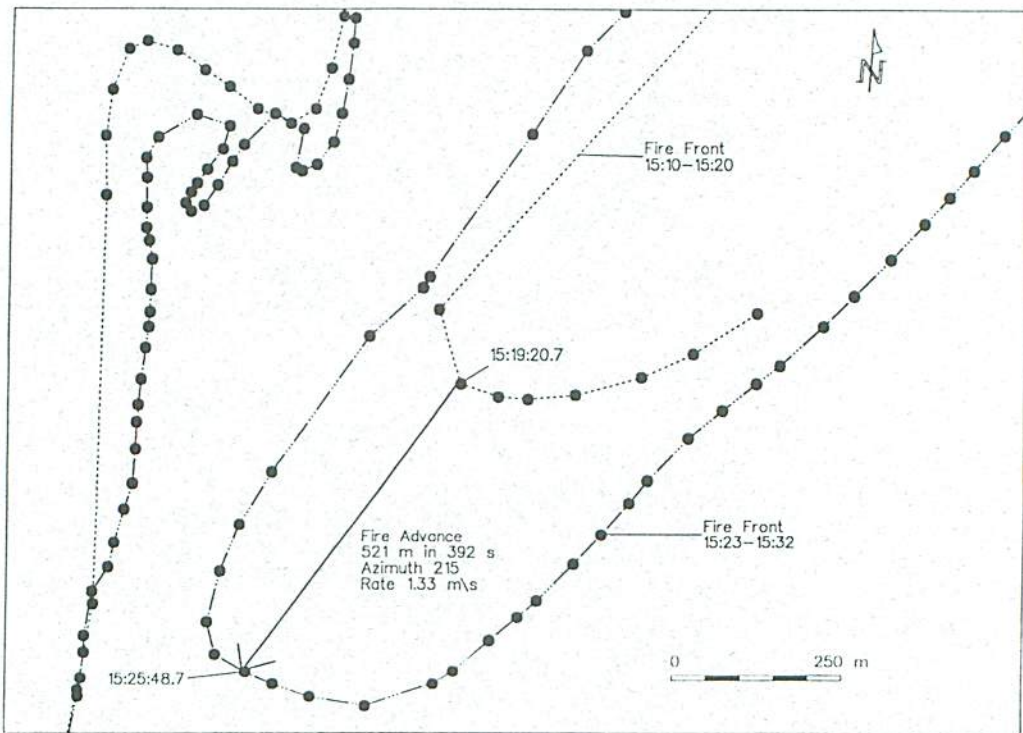 N
Fire Front
15:10-15:20
15:19:20.7
Fire Advance
521 m in 392 s
Azimuth 215
Rate 1.33 m\s
Fire Front
15:23-15:32
15:25:48.7
0 250 m